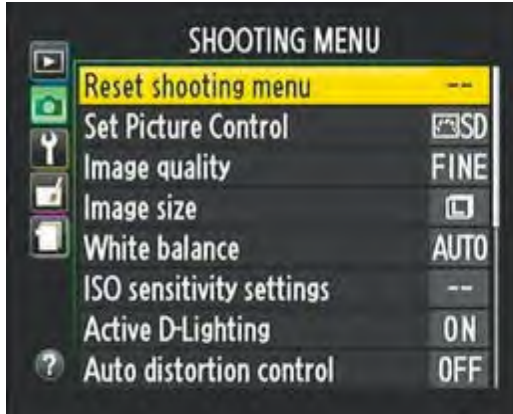 SHOOTING MENU
Reset shooting menu --
Set Picture Control SD
Image quality FINE
Image size L
White balance AUTO
ISO sensitivity settings --
Active D-Lighting ON
? Auto distortion control OFF